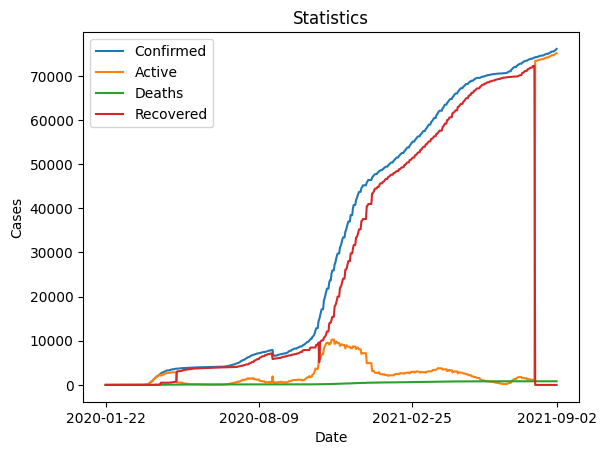 Statistics
Confirmed
Active
Deaths
Recovered
70000
60000
50000
40000
30000
20000
10000
0
Cases
2020-01-22 2020-08-09 2021-02-25 2021-09-02
Date